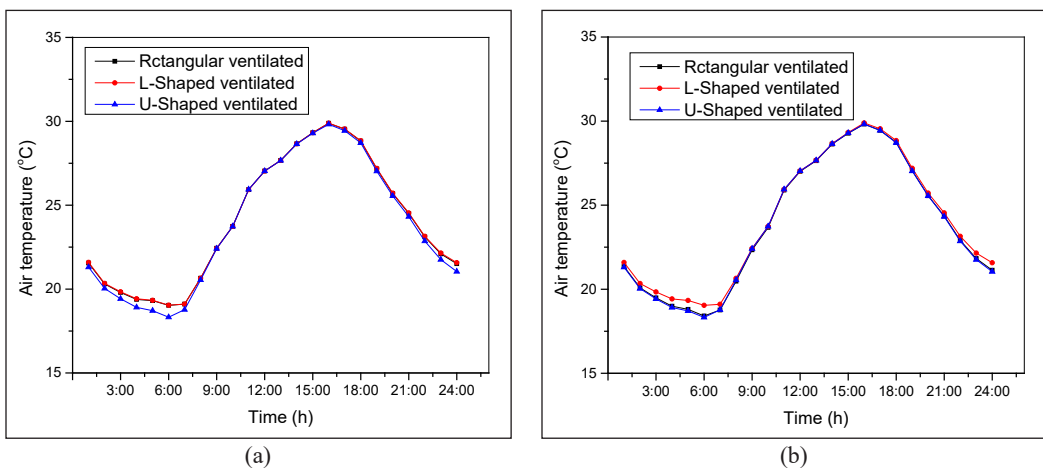 35
30
25
20
15
Air temperature (°C)
Rctangular ventilated
L-Shaped ventilated
U-Shaped ventilated
3:00 6:00 9:00 12:00 15:00 18:00 21:00 24:00
Time (h)
(a)
35
30
25
20
15
Air temperature (°C)
Rctangular ventilated
L-Shaped ventilated
U-Shaped ventilated
3:00 6:00 9:00 12:00 15:00 18:00 21:00 24:00
Time (h)
(b)